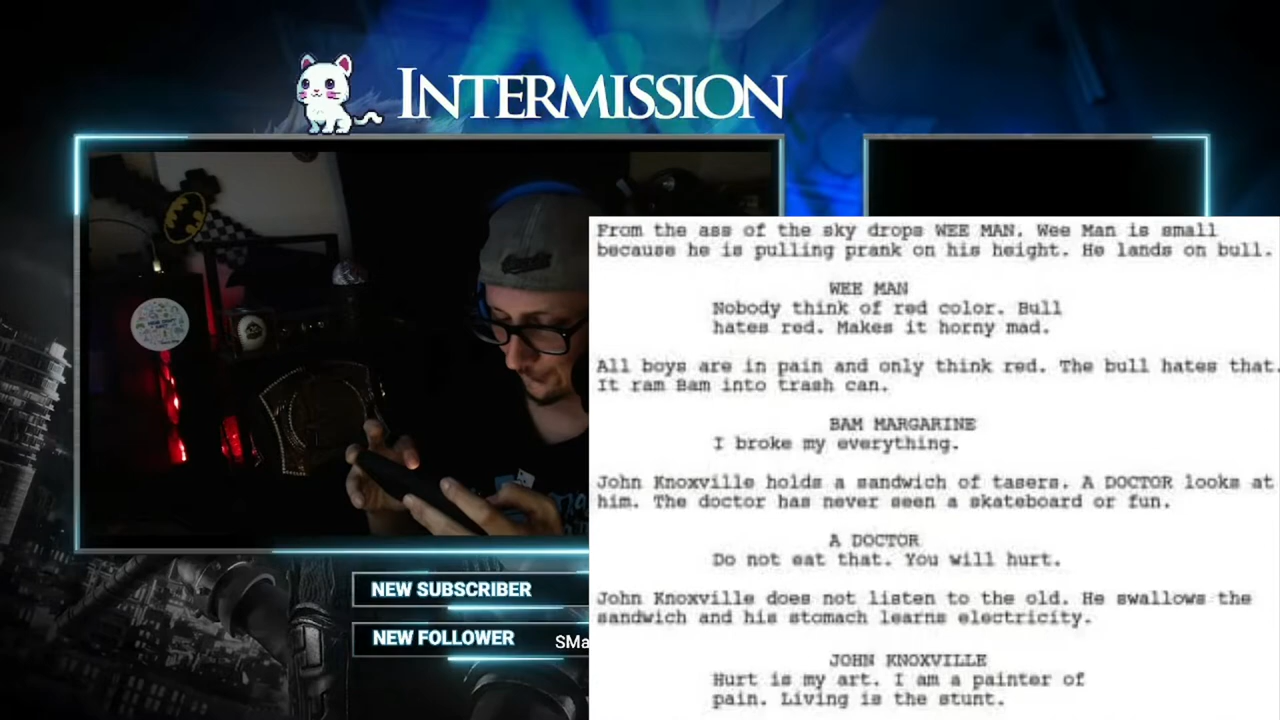 INTERMISSION
From the ass of the sky drops WEE MAN. Wee Man is small
because he is pulling prank on his height. He lands on bull.
WEE MAN
Nobody think of red color. Bull
hates red. Makes it horny mad.
All boys are in pain and only think red. The bull hates that.
It ram Bam into trash can.
BAM MARGARINE
I broke my everything.
John Knoxville holds a sandwich of tasers. A DOCTOR looks at
him. The doctor has never seen a skateboard or fun.
A DOCTOR
Do not eat that. You will hurt.
John Knoxville does not listen to the old. He swallows the
sandwich and his stomach learns electricity.
JOHN KNOXVILLE
Hurt is my art. I am a painter of
pain. Living is the stunt.
NEW SUBSCRIBER
NEW FOLLOWER SMa